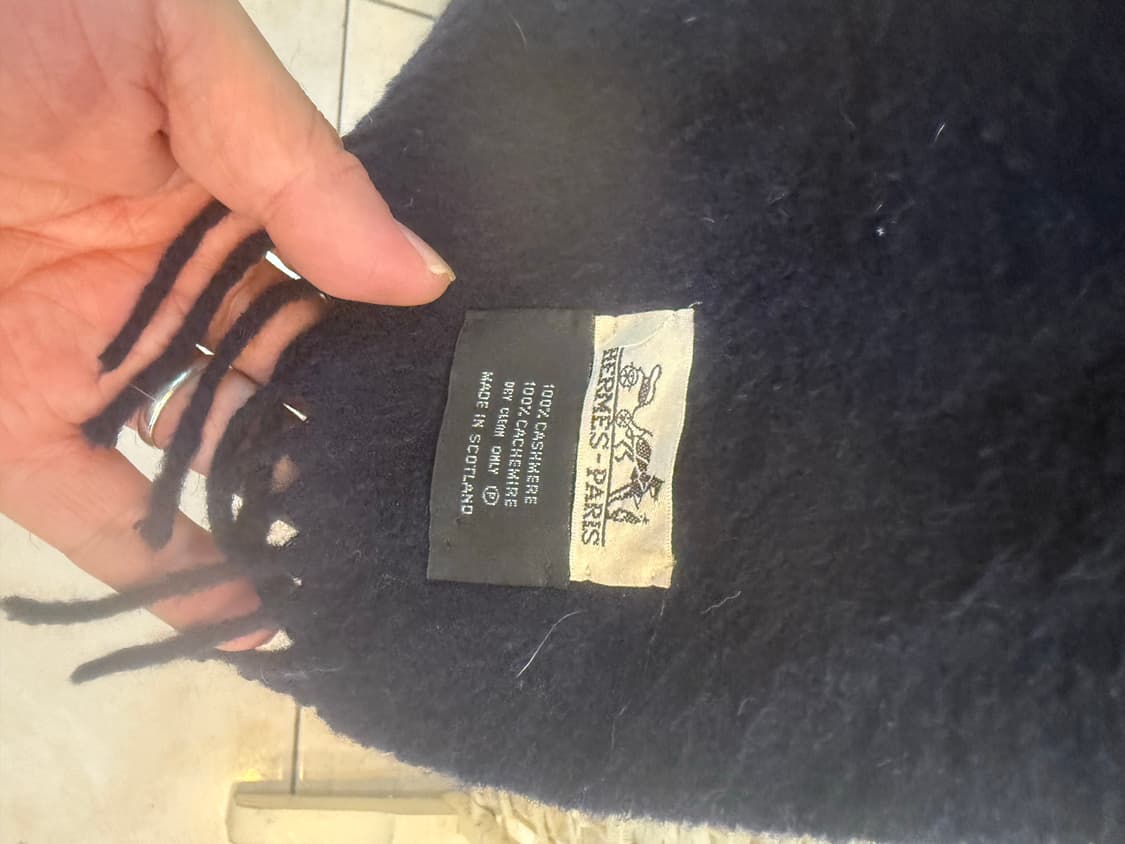 HERMES-PARIS
100% CASHMERE
100% CACHEMIRE
DRY CLEAN ONLY Ⓟ
MADE IN SCOTLAND